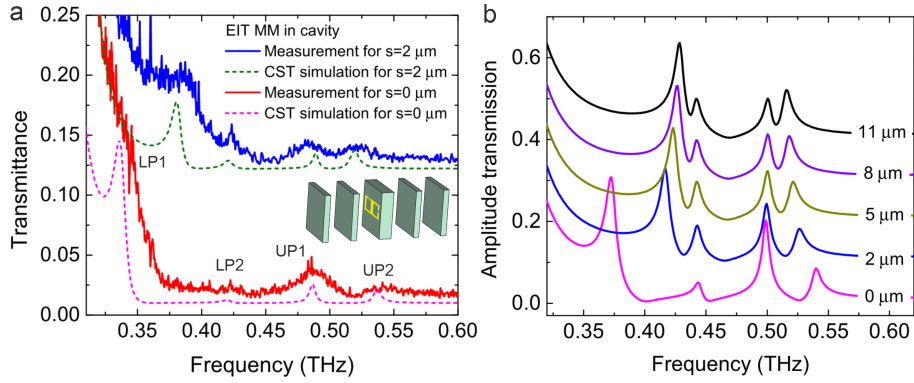 a
EIT MM in cavity
Measurement for s=2 μm
CST simulation for s=2 μm
Measurement for s=0 μm
CST simulation for s=0 μm
LP1
LP2
UP1
UP2
0.25
0.20
0.15
0.10
0.05
0.00
Transmittance
0.35 0.40 0.45 0.50 0.55 0.60
Frequency (THz)
b
0.6
0.4
0.2
0.0
Amplitude transmission
11 μm
8 μm
5 μm
2 μm
0 μm
0.35 0.40 0.45 0.50 0.55 0.60
Frequency (THz)